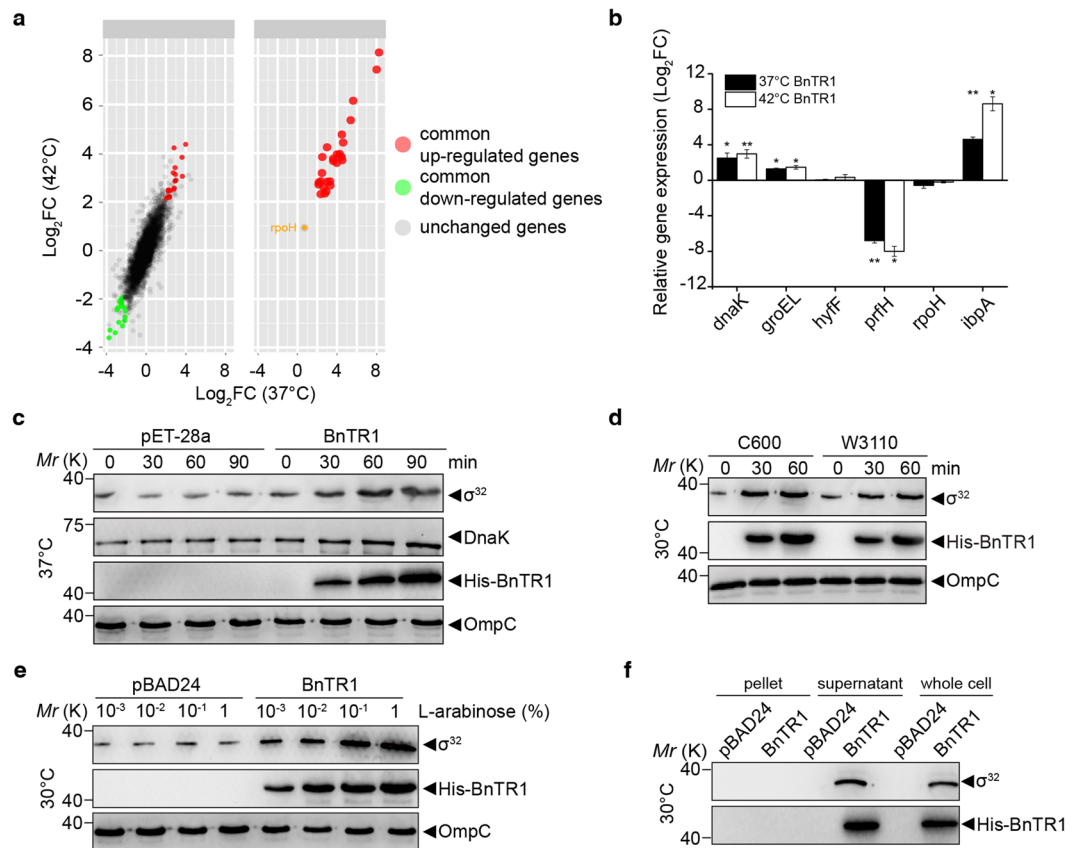 a
8
6
4
2
0
-2
-4
Log2FC (42°C)
-4 0 4 8 -4 0 4 8
Log2FC (37°C)
rpoH
common
up-regulated genes
common
down-regulated genes
unchanged genes
b
Relative gene expression (Log2FC)
12
8
4
0
-4
-8
-12
37°C BnTR1
42°C BnTR1
* ** * * ** * ** *
dnaK groEL hyfF prfH rpoH ibpA
c
pET-28a BnTR1
Mr (K) 0 30 60 90 0 30 60 90 min
40 σ32
75 DnaK
37°C
40 His-BnTR1
40 OmpC
d
C600 W3110
Mr (K) 0 30 60 0 30 60 min
40 σ32
30°C
40 His-BnTR1
40 OmpC
e
pBAD24 BnTR1
Mr (K) 10-3 10-2 10-1 1 10-3 10-2 10-1 1 L-arabinose (%)
40 σ32
30°C
40 His-BnTR1
40 OmpC
f
pellet supernatant whole cell
Mr (K) pBAD24 BnTR1 pBAD24 BnTR1 pBAD24 BnTR1
40 σ32
30°C
40 His-BnTR1